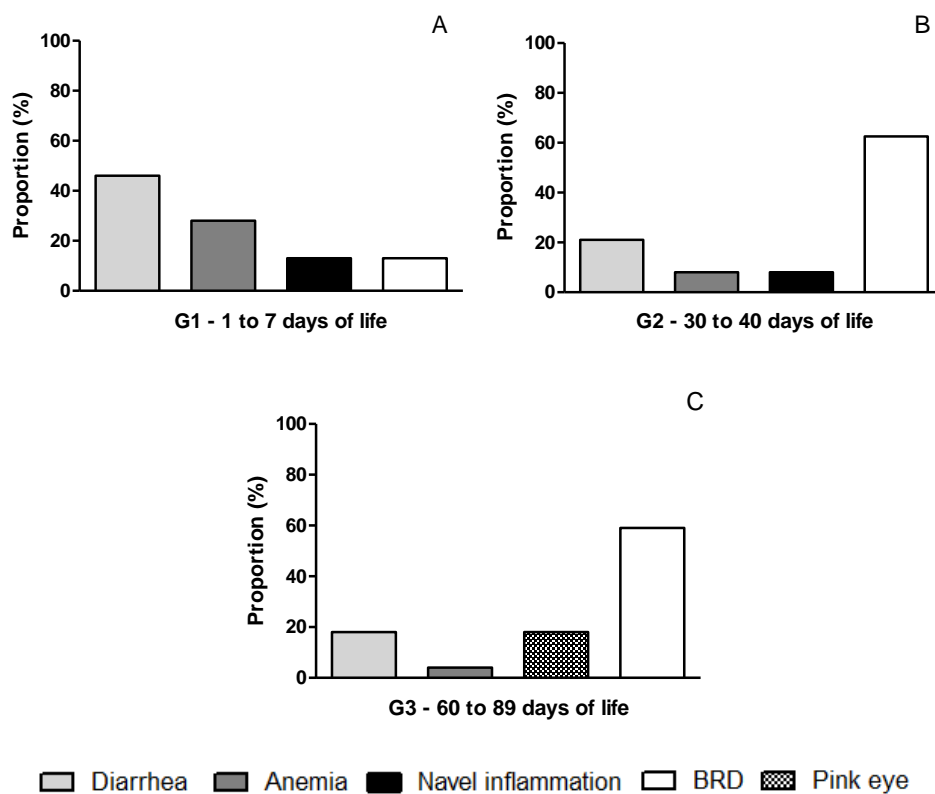 A
Proportion (%)
100
80
60
40
20
0
G1 - 1 to 7 days of life
B
Proportion (%)
100
80
60
40
20
0
G2 - 30 to 40 days of life
C
Proportion (%)
100
80
60
40
20
0
G3 - 60 to 89 days of life
Diarrhea Anemia Navel inflammation BRD Pink eye